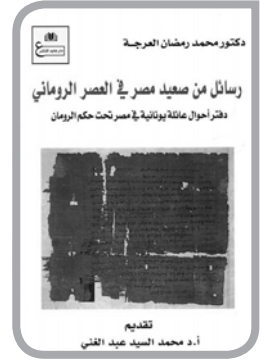 دكتور محمد رمضان العرجة
رسائل من صعيد مصر في العصر الروماني
دفتر أحوال عائلة يونانية في مصر تحت حكم الرومان
تقديم
أ.د محمد السيد عبد الغني